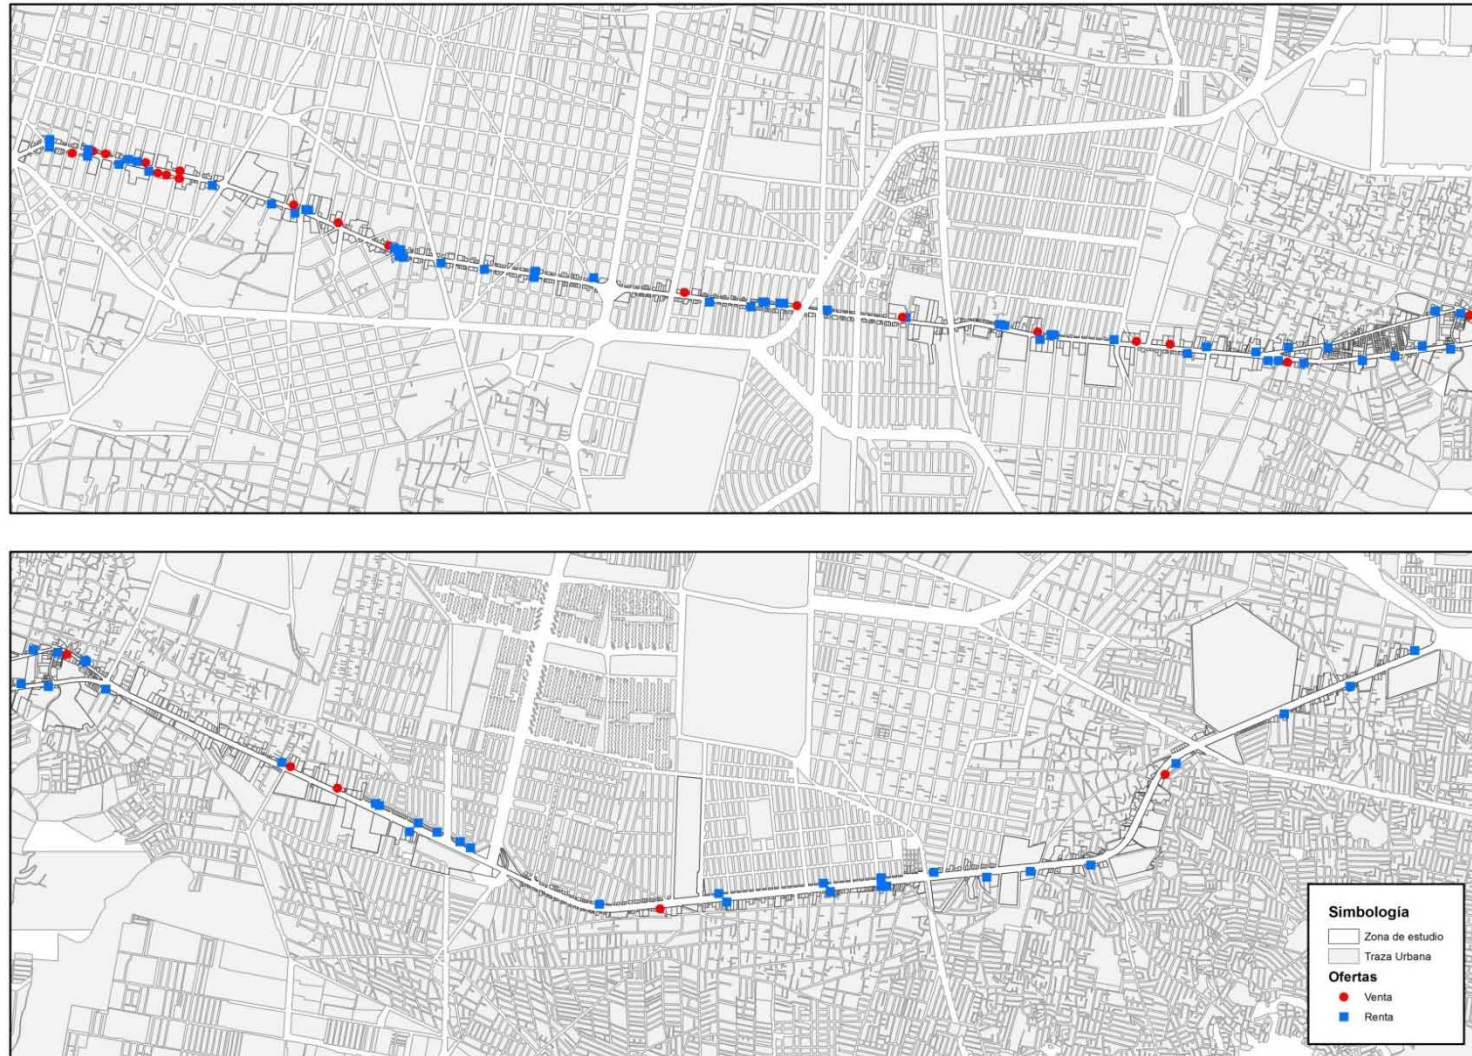 Simbología
Zona de estudio
Traza Urbana
Ofertas
Venta
Renta